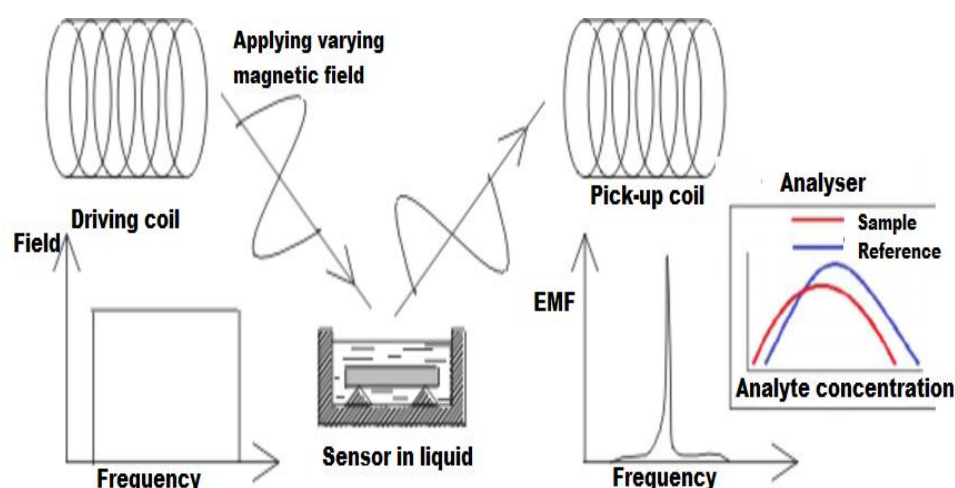 Applying varying
magnetic field
Driving coil
Pick-up coil
Field
Frequency
Sensor in liquid
EMF
Frequency
Analyser
Sample
Reference
Analyte concentration